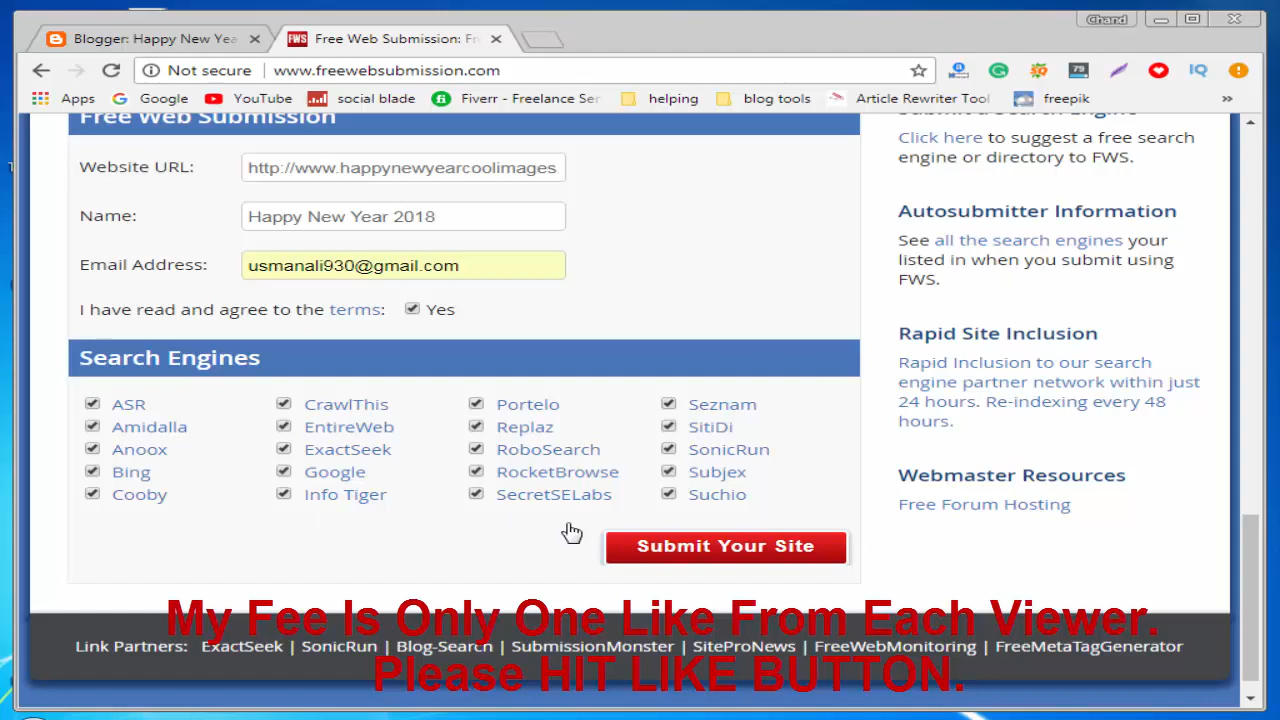 Chand
Blogger: Happy New Yea
Free Web Submission: Fr
Not secure
www.freewebsubmission.com
79
IQ
Apps
Google
YouTube
social blade
Fiverr - Freelance Ser
helping
blog tools
Article Rewriter Tool
freepik
»
Free Web Submission
Website URL:
http://www.happynewyearcoolimages
Name:
Happy New Year 2018
Email Address:
usmanali930@gmail.com
I have read and agree to the terms:
Yes
Search Engines
ASR
CrawlThis
Portelo
Seznam
Amidalla
EntireWeb
Replaz
SitiDi
Anoox
ExactSeek
RoboSearch
SonicRun
Bing
Google
RocketBrowse
Subjex
Cooby
Info Tiger
SecretSELabs
Suchio
Submit Your Site
Submit a Search Engine
Click here to suggest a free search
engine or directory to FWS.
Autosubmitter Information
See all the search engines your
listed in when you submit using
FWS.
Rapid Site Inclusion
Rapid Inclusion to our search
engine partner network within just
24 hours. Re-indexing every 48
hours.
Webmaster Resources
Free Forum Hosting
My Fee Is Only One Like From Each Viewer.
Link Partners: ExactSeek | SonicRun | Blog-Search | SubmissionMonster | SiteProNews | FreeWebMonitoring | FreeMetaTagGenerator
Please HIT LIKE BUTTON.